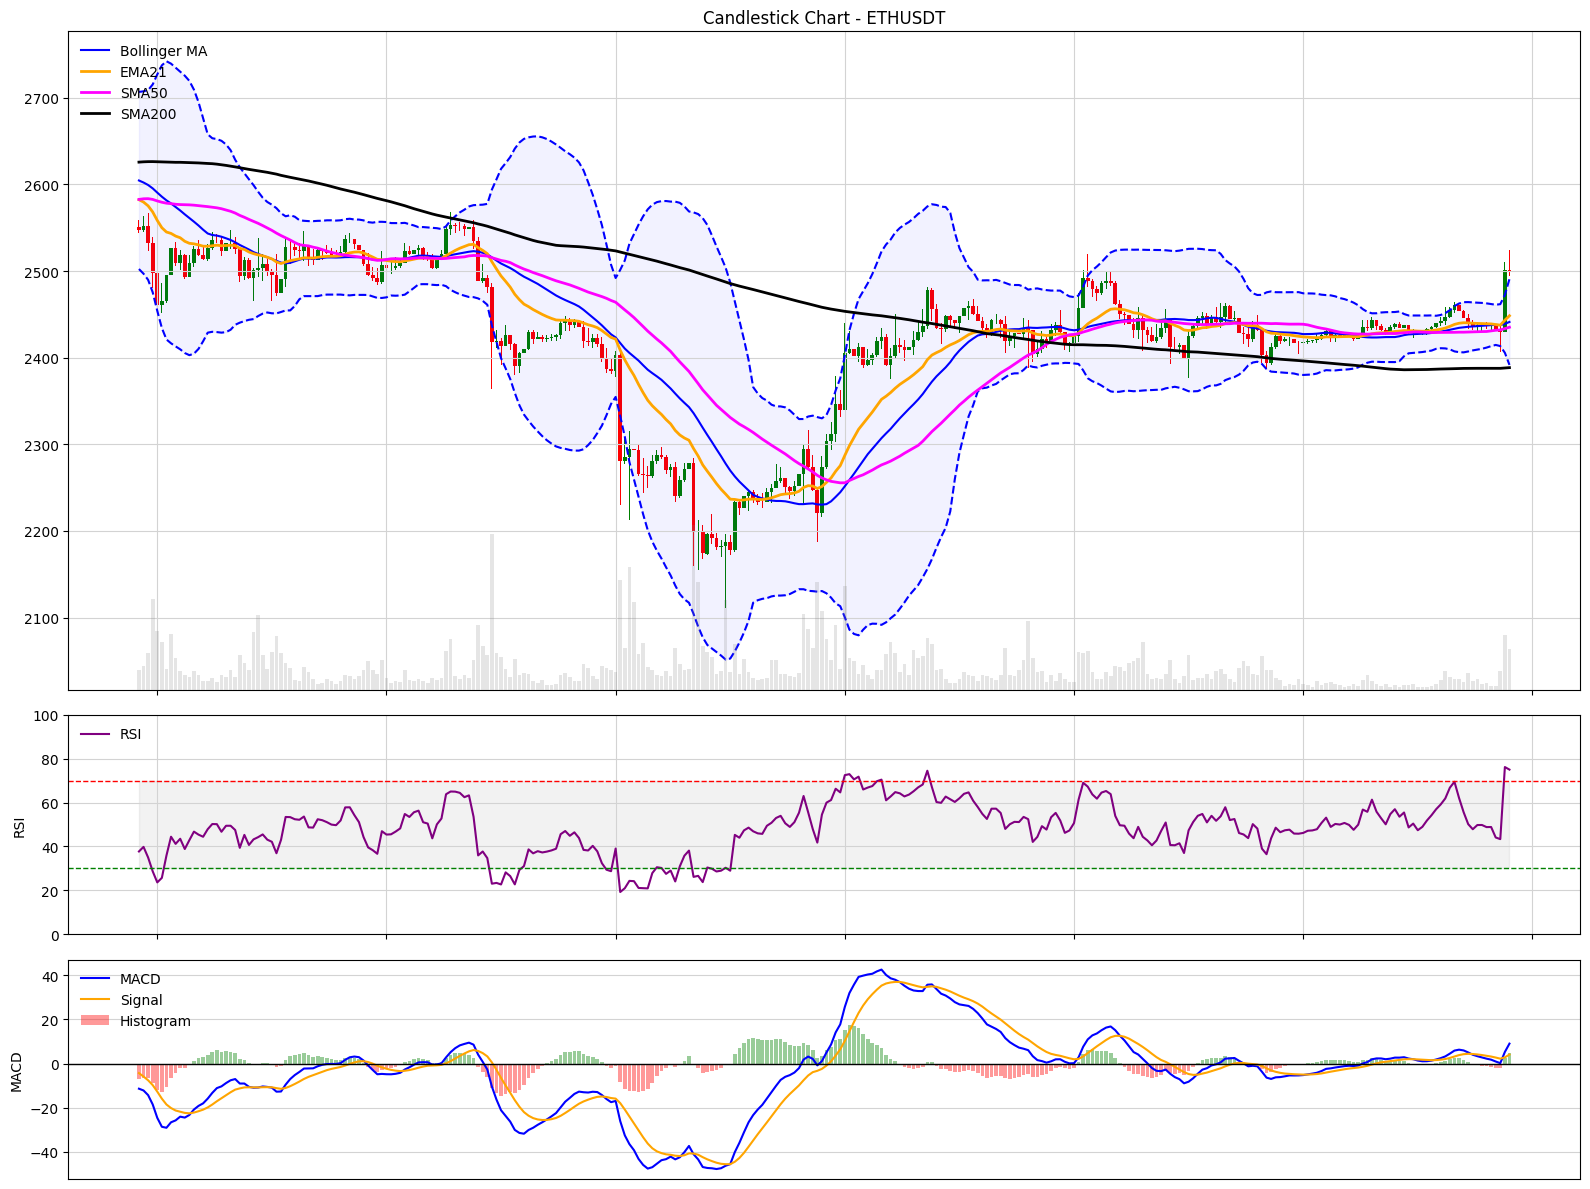 Candlestick Chart - ETHUSDT
Bollinger MA
EMA21
SMA50
SMA200
2700
2600
2500
2400
2300
2200
2100
RSI
100
80
60
40
20
0
RSI
MACD
Signal
Histogram
40
20
0
−20
−40
MACD